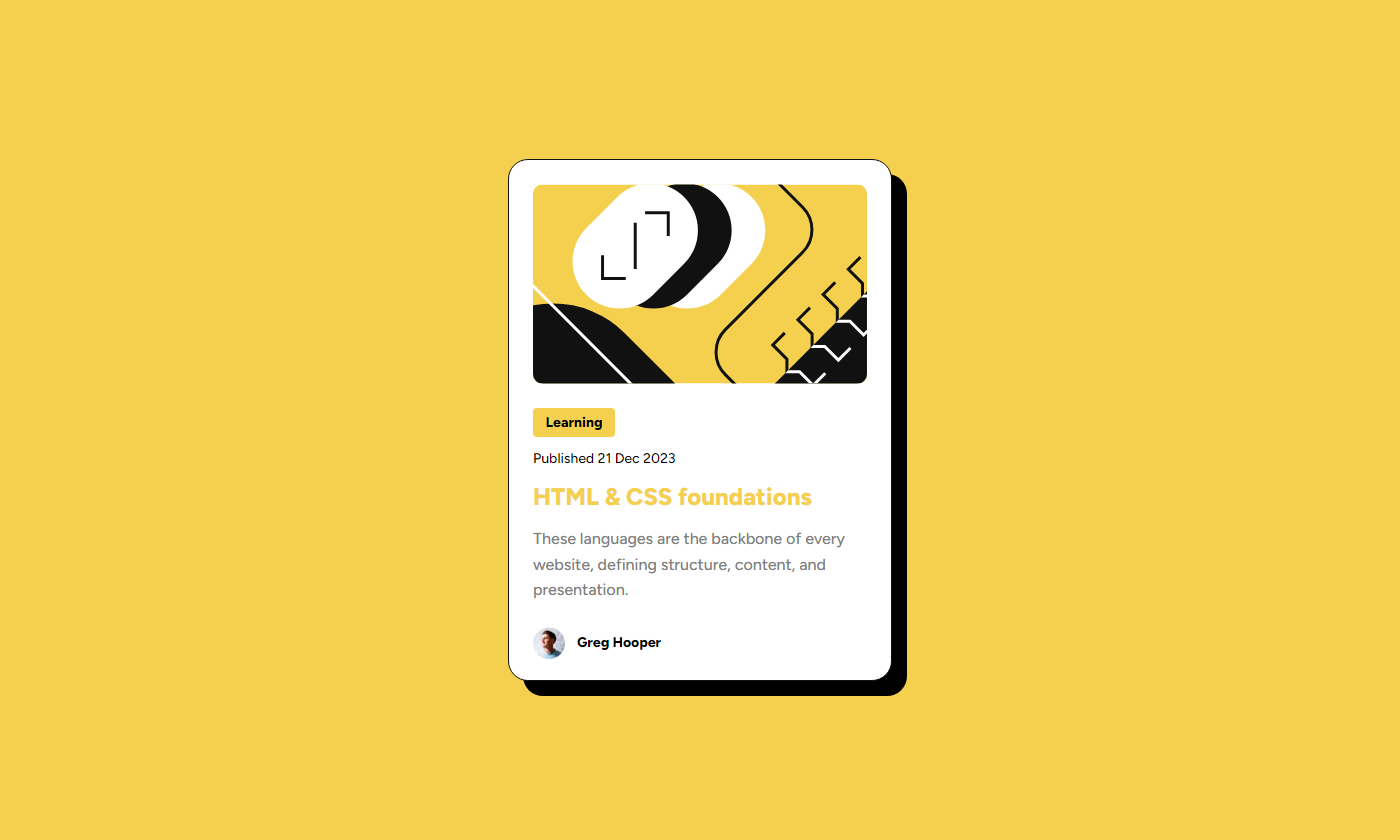 Learning
Published 21 Dec 2023
HTML & CSS foundations
These languages are the backbone of every
website, defining structure, content, and
presentation.
Greg Hooper